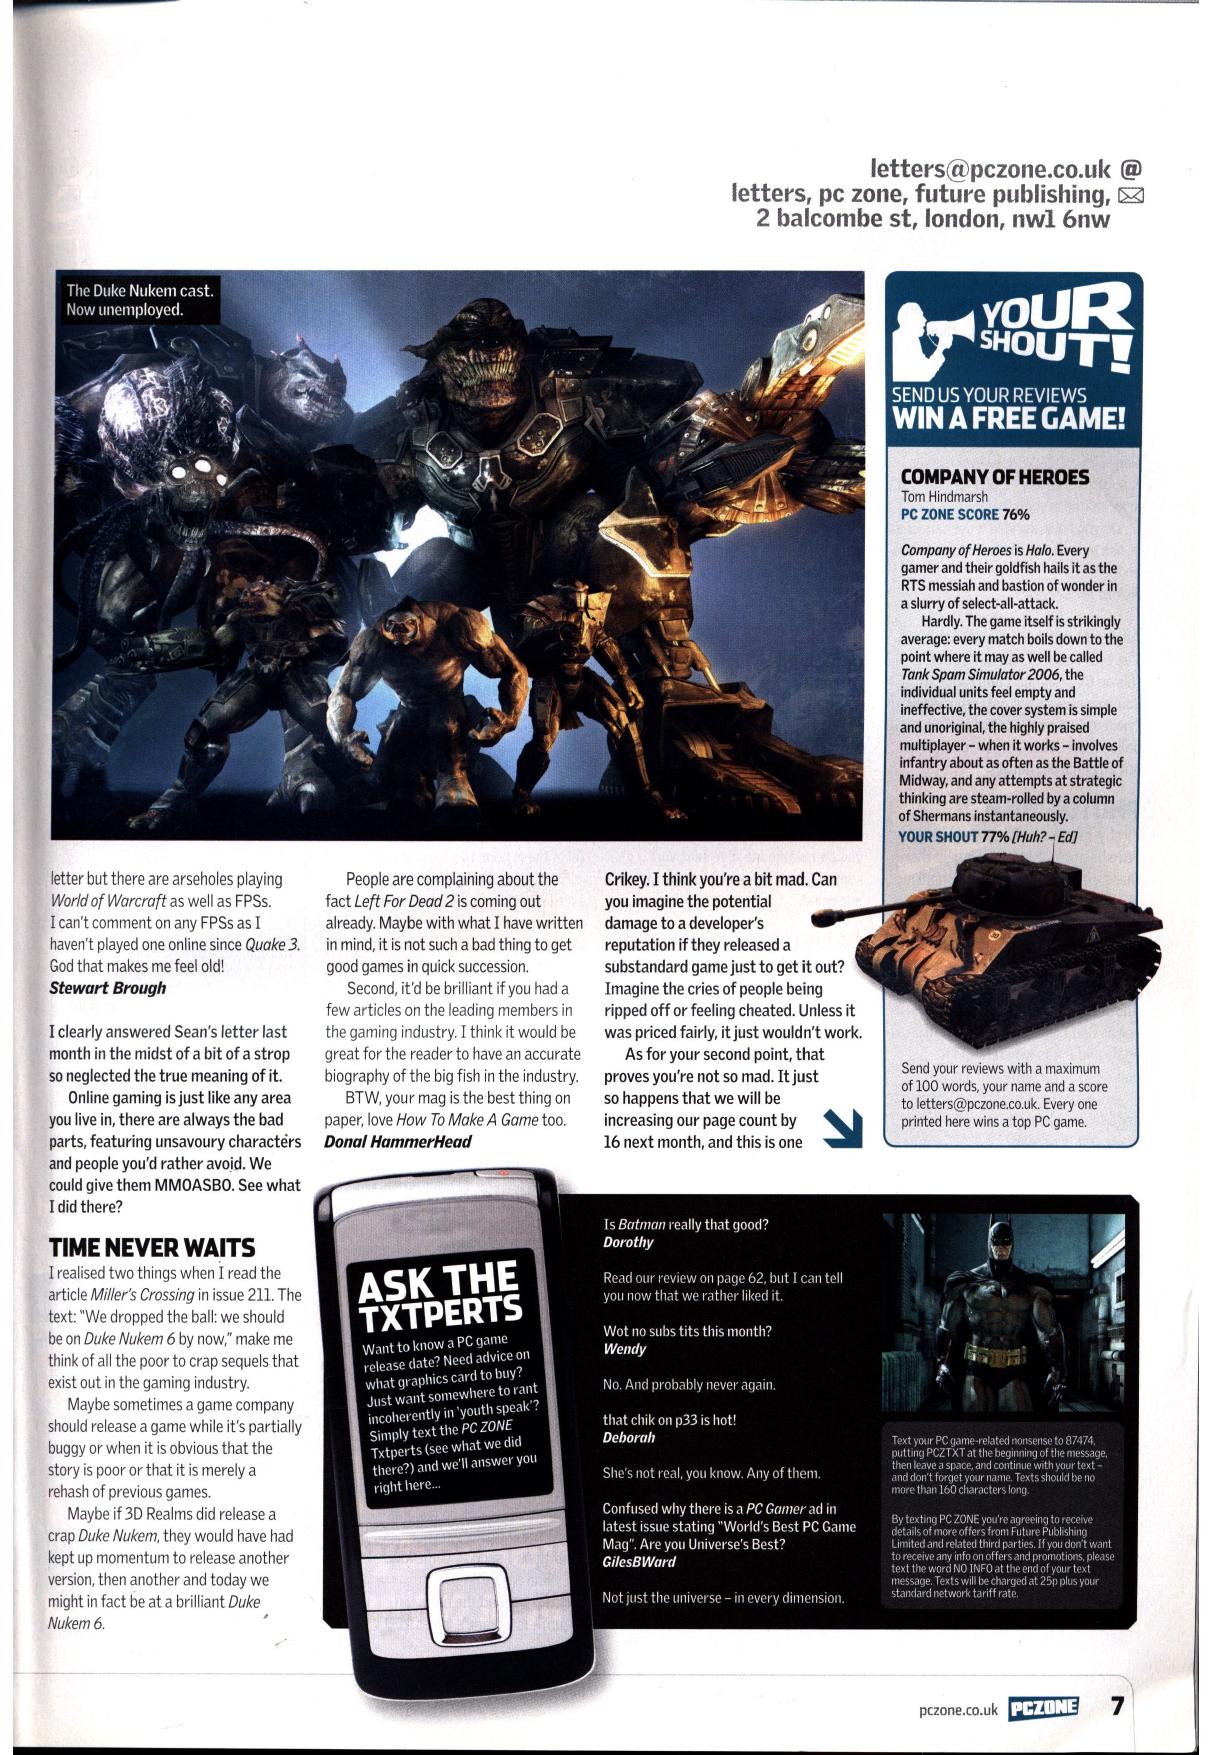 letters@pczone.co.uk @
letters, pc zone, future publishing,
2 balcombe st, london, nw1 6nw
The Duke Nukem cast.
Now unemployed.
letter but there are arseholes playing
World of Warcraft as well as FPSs.
I can't comment on any FPSs as I
haven't played one online since Quake 3.
God that makes me feel old!
Stewart Brough
I clearly answered Sean's letter last
month in the midst of a bit of a strop
so neglected the true meaning of it.
Online gaming is just like any area
you live in, there are always the bad
parts, featuring unsavoury characters
and people you'd rather avoid. We
could give them MMOASBO. See what
I did there?
TIME NEVER WAITS
I realised two things when I read the
article Miller's Crossing in issue 211. The
text: "We dropped the ball: we should
be on Duke Nukem 6 by now," make me
think of all the poor to crap sequels that
exist out in the gaming industry.
Maybe sometimes a game company
should release a game while it's partially
buggy or when it is obvious that the
story is poor or that it is merely a
rehash of previous games.
Maybe if 3D Realms did release a
crap Duke Nukem, they would have had
kept up momentum to release another
version, then another and today we
might in fact be at a brilliant Duke
Nukem 6.
People are complaining about the
fact Left For Dead 2 is coming out
already. Maybe with what I have written
in mind, it is not such a bad thing to get
good games in quick succession.
Second, it'd be brilliant if you had a
few articles on the leading members in
the gaming industry. I think it would be
great for the reader to have an accurate
biography of the big fish in the industry.
BTW, your mag is the best thing on
paper, love How To Make A Game too.
Donal HammerHead
Crikey. I think you're a bit mad. Can
you imagine the potential
damage to a developer's
reputation if they released a
substandard game just to get it out?
Imagine the cries of people being
ripped off or feeling cheated. Unless it
was priced fairly, it just wouldn't work.
As for your second point, that
proves you're not so mad. It just
so happens that we will be
increasing our page count by
16 next month, and this is one
YOUR
SHOUT!
SEND US YOUR REVIEWS
WIN A FREE GAME!
COMPANY OF HEROES
Tom Hindmarsh
PC ZONE SCORE 76%
Company of Heroes is Halo. Every
gamer and their goldfish hails it as the
RTS messiah and bastion of wonder in
a slurry of select-all-attack.
Hardly. The game itself is strikingly
average: every match boils down to the
point where it may as well be called
Tank Spam Simulator 2006, the
individual units feel empty and
ineffective, the cover system is simple
and unoriginal, the highly praised
multiplayer – when it works – involves
infantry about as often as the Battle of
Midway, and any attempts at strategic
thinking are steam-rolled by a column
of Shermans instantaneously.
YOUR SHOUT 77% [Huh? – Ed]
Send your reviews with a maximum
of 100 words, your name and a score
to letters@pczone.co.uk. Every one
printed here wins a top PC game.
ASK THE
TXTPERTS
Want to know a PC game
release date? Need advice on
what graphics card to buy?
Just want somewhere to rant
incoherently in 'youth speak'?
Simply text the PC ZONE
Txtperts (see what we did
there?) and we'll answer you
right here...
Is Batman really that good?
Dorothy
Read our review on page 62, but I can tell
you now that we rather liked it.
Wot no subs tits this month?
Wendy
No. And probably never again.
that chik on p33 is hot!
Deborah
She's not real, you know. Any of them.
Confused why there is a PC Gamer ad in
latest issue stating "World's Best PC Game
Mag". Are you Universe's Best?
GilesBWard
Not just the universe – in every dimension.
Text your PC game-related nonsense to 87474,
putting PCZTXT at the beginning of the message,
then leave a space, and continue with your text –
and don't forget your name. Texts should be no
more than 160 characters long.
By texting PC ZONE you're agreeing to receive
details of more offers from Future Publishing
Limited and related third parties. If you don't want
to receive any info on offers and promotions, please
text the word NO INFO at the end of your text
message. Texts will be charged at 25p plus your
standard network tariff rate.
pczone.co.uk PCZONE 7